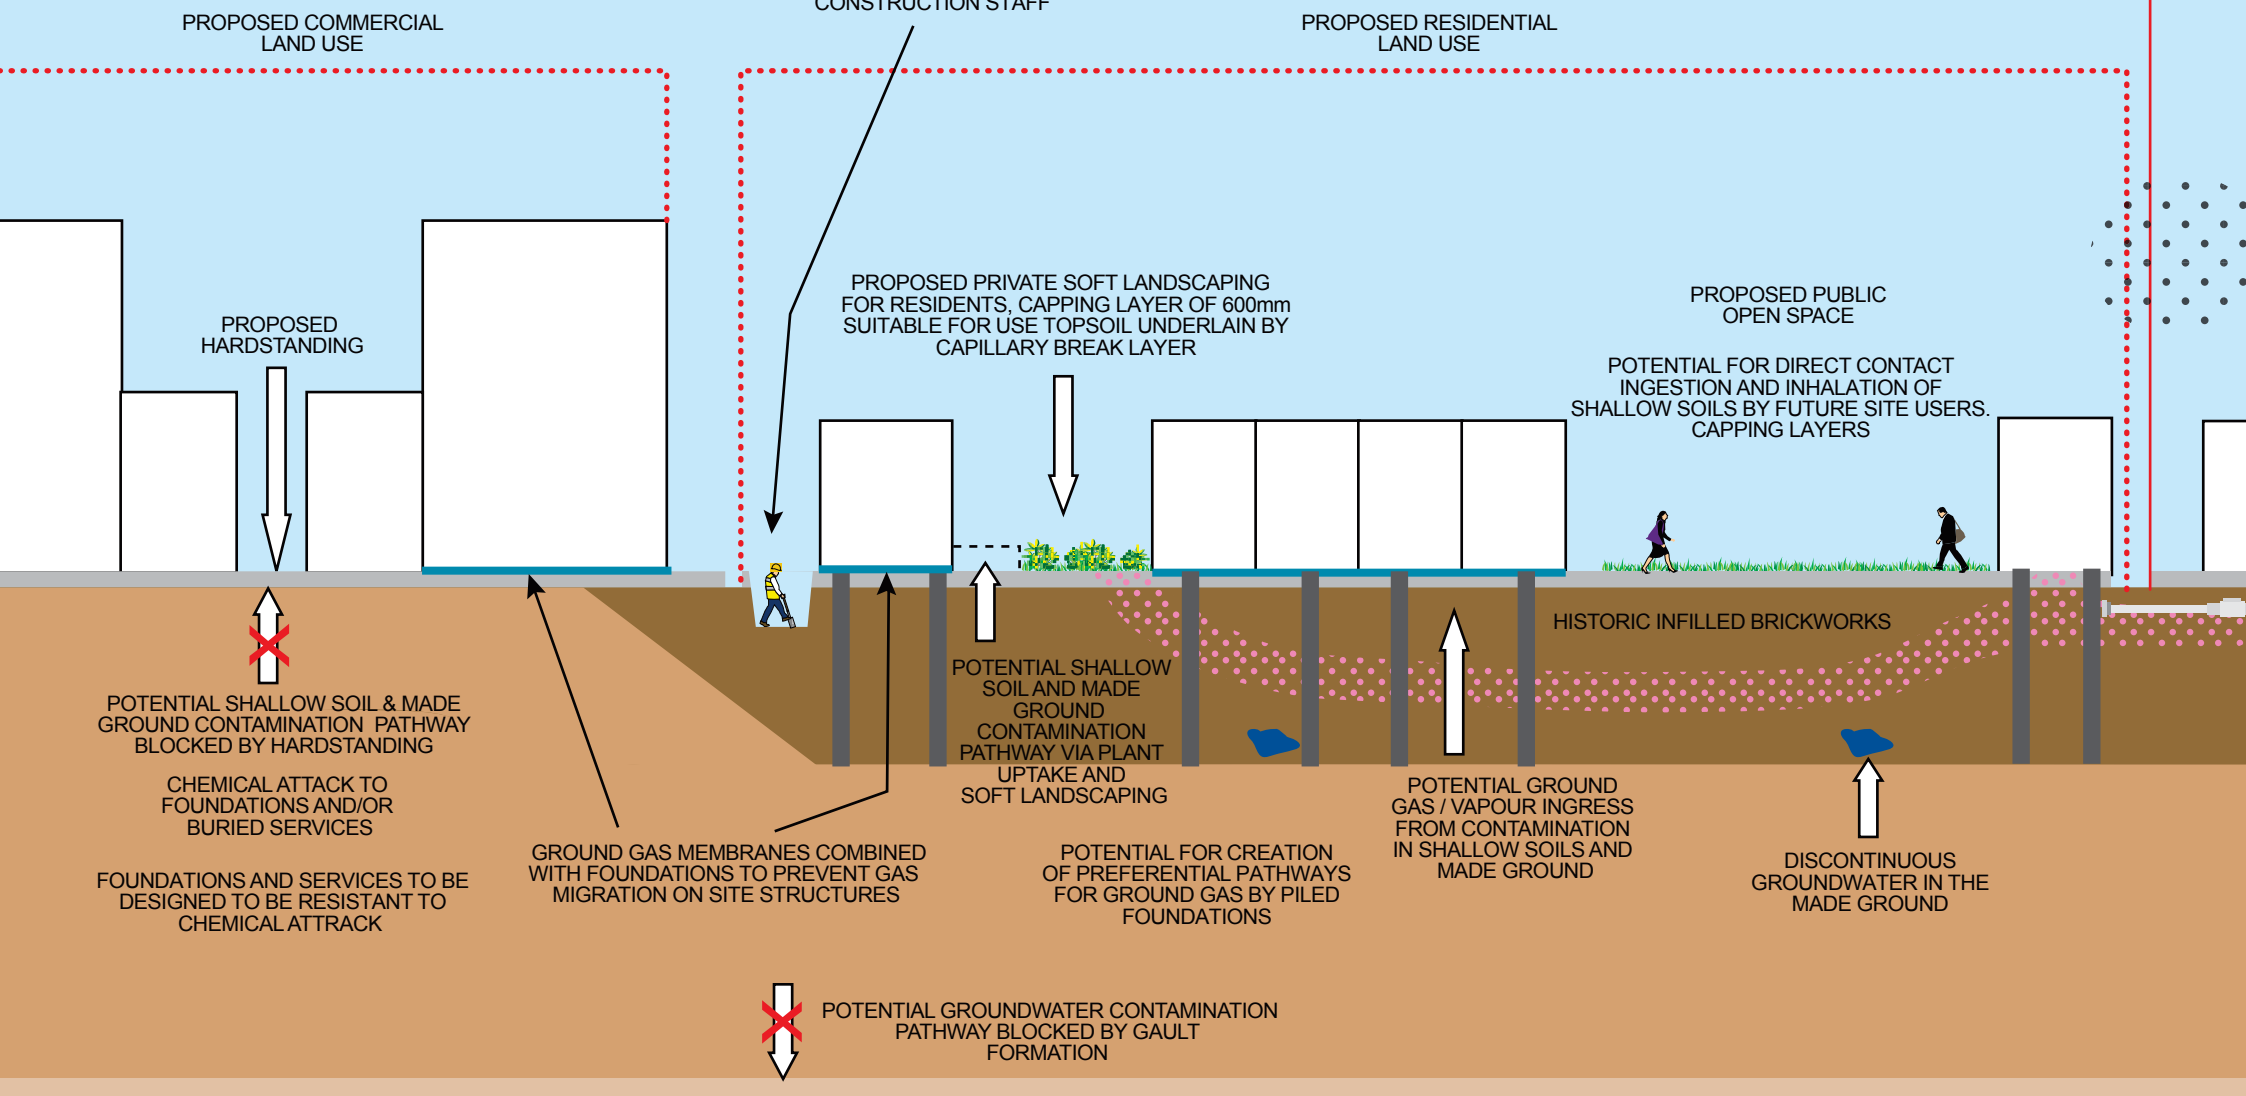 CONSTRUCTION STAFF
PROPOSED COMMERCIAL
LAND USE
PROPOSED RESIDENTIAL
LAND USE
PROPOSED
HARDSTANDING
PROPOSED PRIVATE SOFT LANDSCAPING
FOR RESIDENTS, CAPPING LAYER OF 600mm
SUITABLE FOR USE TOPSOIL UNDERLAIN BY
CAPILLARY BREAK LAYER
PROPOSED PUBLIC
OPEN SPACE
POTENTIAL FOR DIRECT CONTACT
INGESTION AND INHALATION OF
SHALLOW SOILS BY FUTURE SITE USERS.
CAPPING LAYERS
HISTORIC INFILLED BRICKWORKS
POTENTIAL SHALLOW SOIL & MADE
GROUND CONTAMINATION PATHWAY
BLOCKED BY HARDSTANDING
CHEMICAL ATTACK TO
FOUNDATIONS AND/OR
BURIED SERVICES
FOUNDATIONS AND SERVICES TO BE
DESIGNED TO BE RESISTANT TO
CHEMICAL ATTRACK
GROUND GAS MEMBRANES COMBINED
WITH FOUNDATIONS TO PREVENT GAS
MIGRATION ON SITE STRUCTURES
POTENTIAL SHALLOW
SOIL AND MADE
GROUND
CONTAMINATION
PATHWAY VIA PLANT
UPTAKE AND
SOFT LANDSCAPING
POTENTIAL FOR CREATION
OF PREFERENTIAL PATHWAYS
FOR GROUND GAS BY PILED
FOUNDATIONS
POTENTIAL GROUND
GAS / VAPOUR INGRESS
FROM CONTAMINATION
IN SHALLOW SOILS AND
MADE GROUND
DISCONTINUOUS
GROUNDWATER IN THE
MADE GROUND
POTENTIAL GROUNDWATER CONTAMINATION
PATHWAY BLOCKED BY GAULT
FORMATION